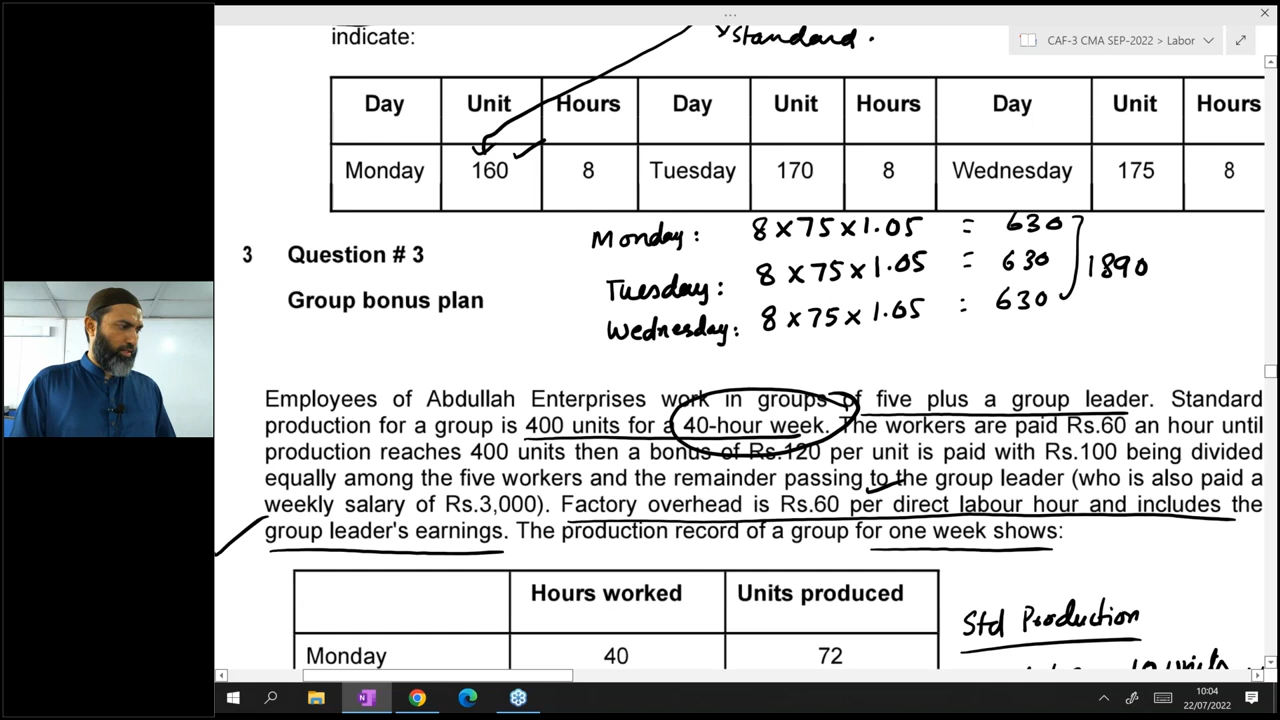 indicate:
standard.
CAF-3 CMA SEP-2022 > Labor
Day Unit Hours Day Unit Hours Day Unit Hours
Monday 160 8 Tuesday 170 8 Wednesday 175 8
Monday: 8 x 75 x 1.05 = 630
Tuesday: 8 x 75 x 1.05 = 630
Wednesday: 8 x 75 x 1.05 = 630
1890
3 Question # 3
Group bonus plan
Employees of Abdullah Enterprises work in groups of five plus a group leader. Standard
production for a group is 400 units for a 40-hour week. The workers are paid Rs.60 an hour until
production reaches 400 units then a bonus of Rs.120 per unit is paid with Rs.100 being divided
equally among the five workers and the remainder passing to the group leader (who is also paid a
weekly salary of Rs.3,000). Factory overhead is Rs.60 per direct labour hour and includes the
group leader's earnings. The production record of a group for one week shows:
Hours worked Units produced
Monday 40 72
Std Production
10 units
10:04
22/07/2022